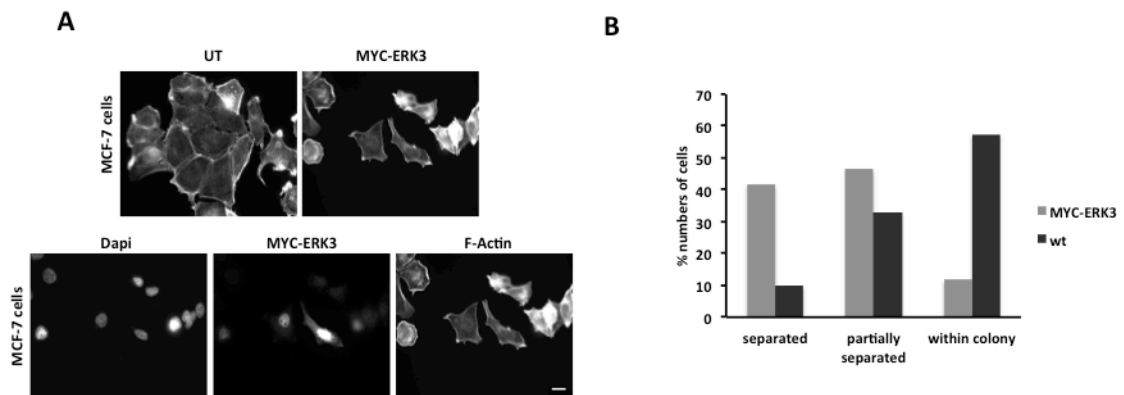 A
UT
MYC-ERK3
MCF-7 cells
Dapi
MYC-ERK3
F-Actin
MCF-7 cells
B
70
60
50
40
30
20
10
0
% numbers of cells
separated
partially
separated
within colony
MYC-ERK3
wt